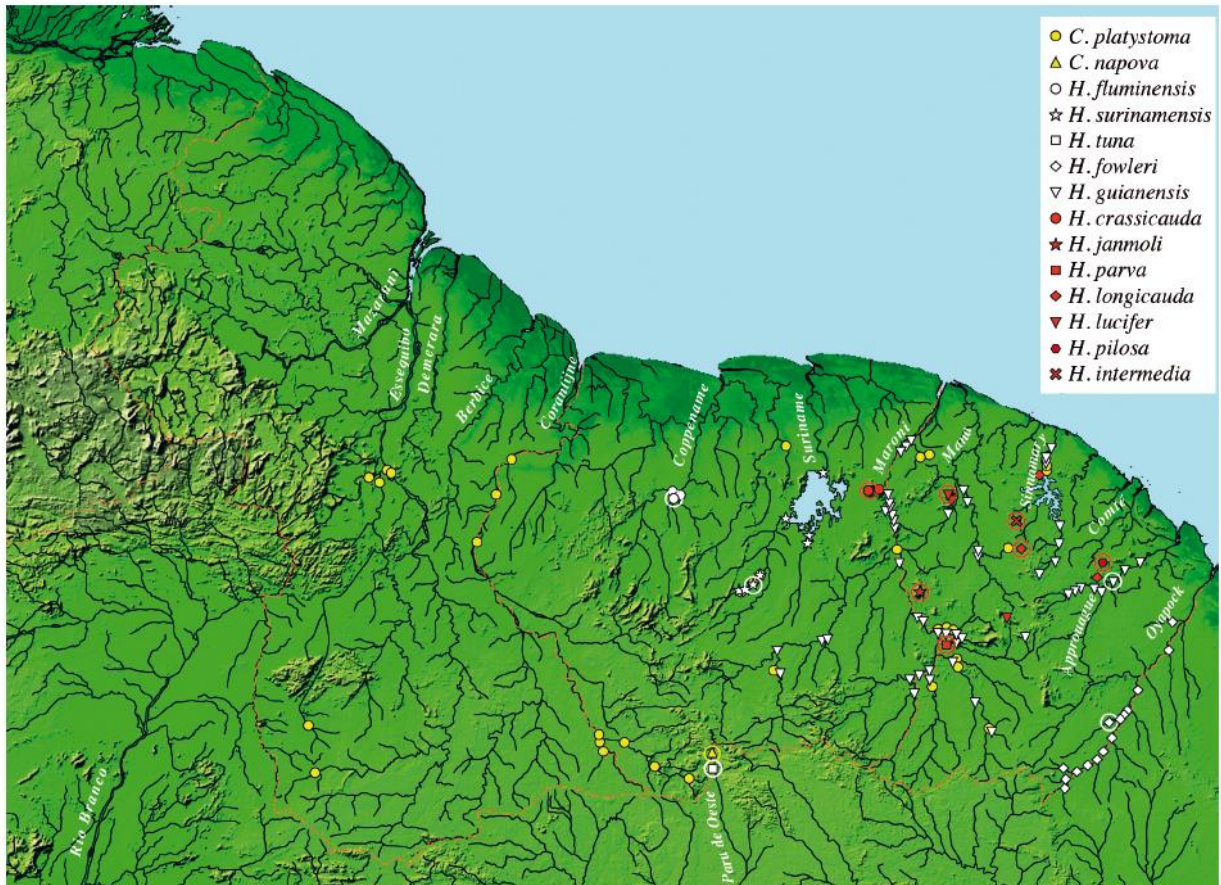 C. platystoma
C. napova
H. fluminensis
H. surinamensis
H. tuna
H. fowleri
H. guianensis
H. crassicauda
H. janmoli
H. parva
H. longicauda
H. lucifer
H. pilosa
H. intermedia
Mazaruni
Essequibo
Demerara
Berbice
Corantijne
Coppename
Suriname
Maroni
Mana
Sinnamary
Comté
Approuague
Oyapock
Rio Branco
Paru de Oeste